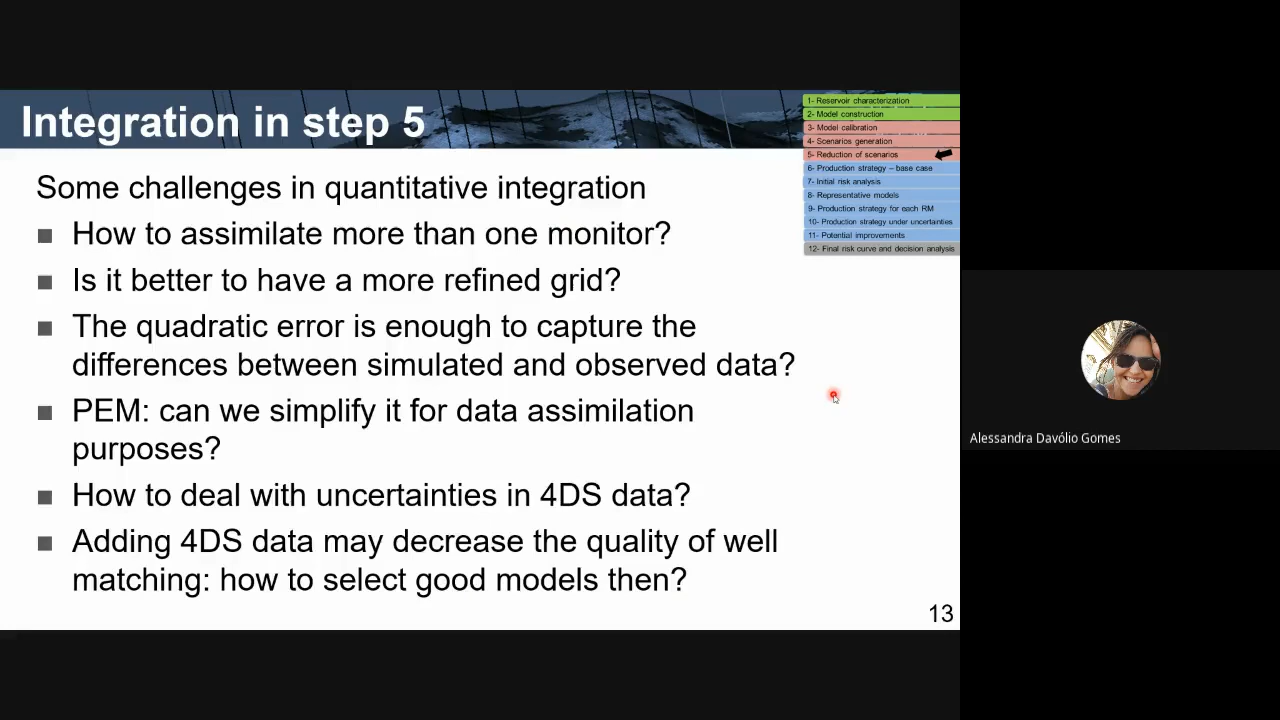 Integration in step 5
1- Reservoir characterization
2- Model construction
3- Model calibration
4- Scenarios generation
5- Reduction of scenarios
6- Production strategy – base case
7- Initial risk analysis
8- Representative models
9- Production strategy for each RM
10- Production strategy under uncertainties
11- Potential improvements
12- Final risk curve and decision analysis
Some challenges in quantitative integration
How to assimilate more than one monitor?
Is it better to have a more refined grid?
The quadratic error is enough to capture the
differences between simulated and observed data?
PEM: can we simplify it for data assimilation
purposes?
How to deal with uncertainties in 4DS data?
Adding 4DS data may decrease the quality of well
matching: how to select good models then?
13
Alessandra Davólio Gomes